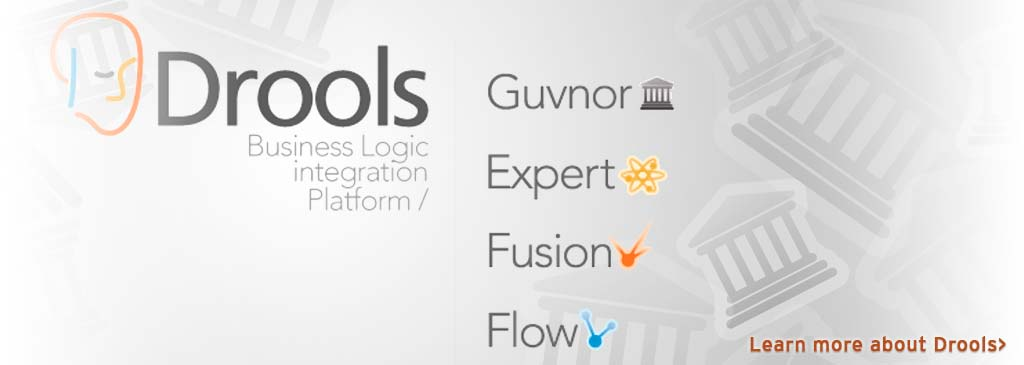 Drools
Business Logic
integration
Platform /
Guvnor
Expert
Fusion
Flow
Learn more about Drools>